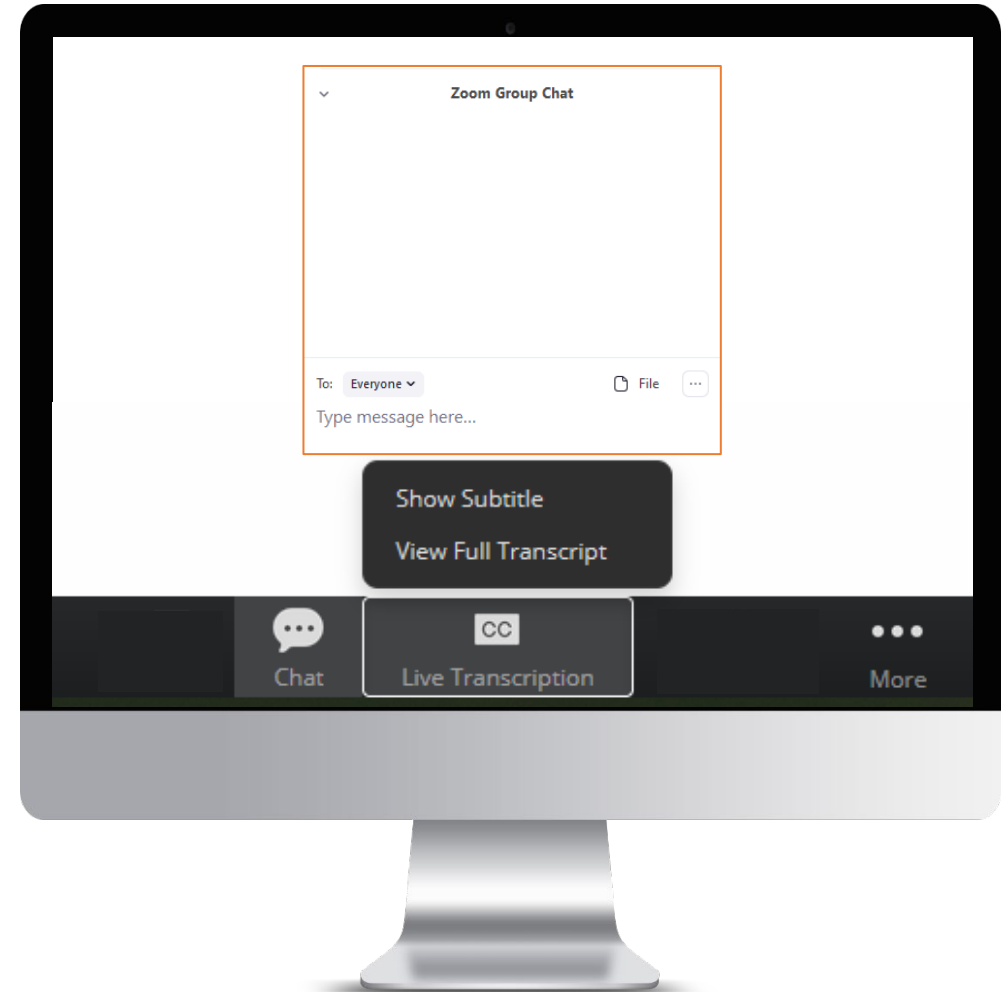 Zoom Group Chat
To: Everyone File
Type message here...
Show Subtitle
View Full Transcript
CC
Chat Live Transcription More